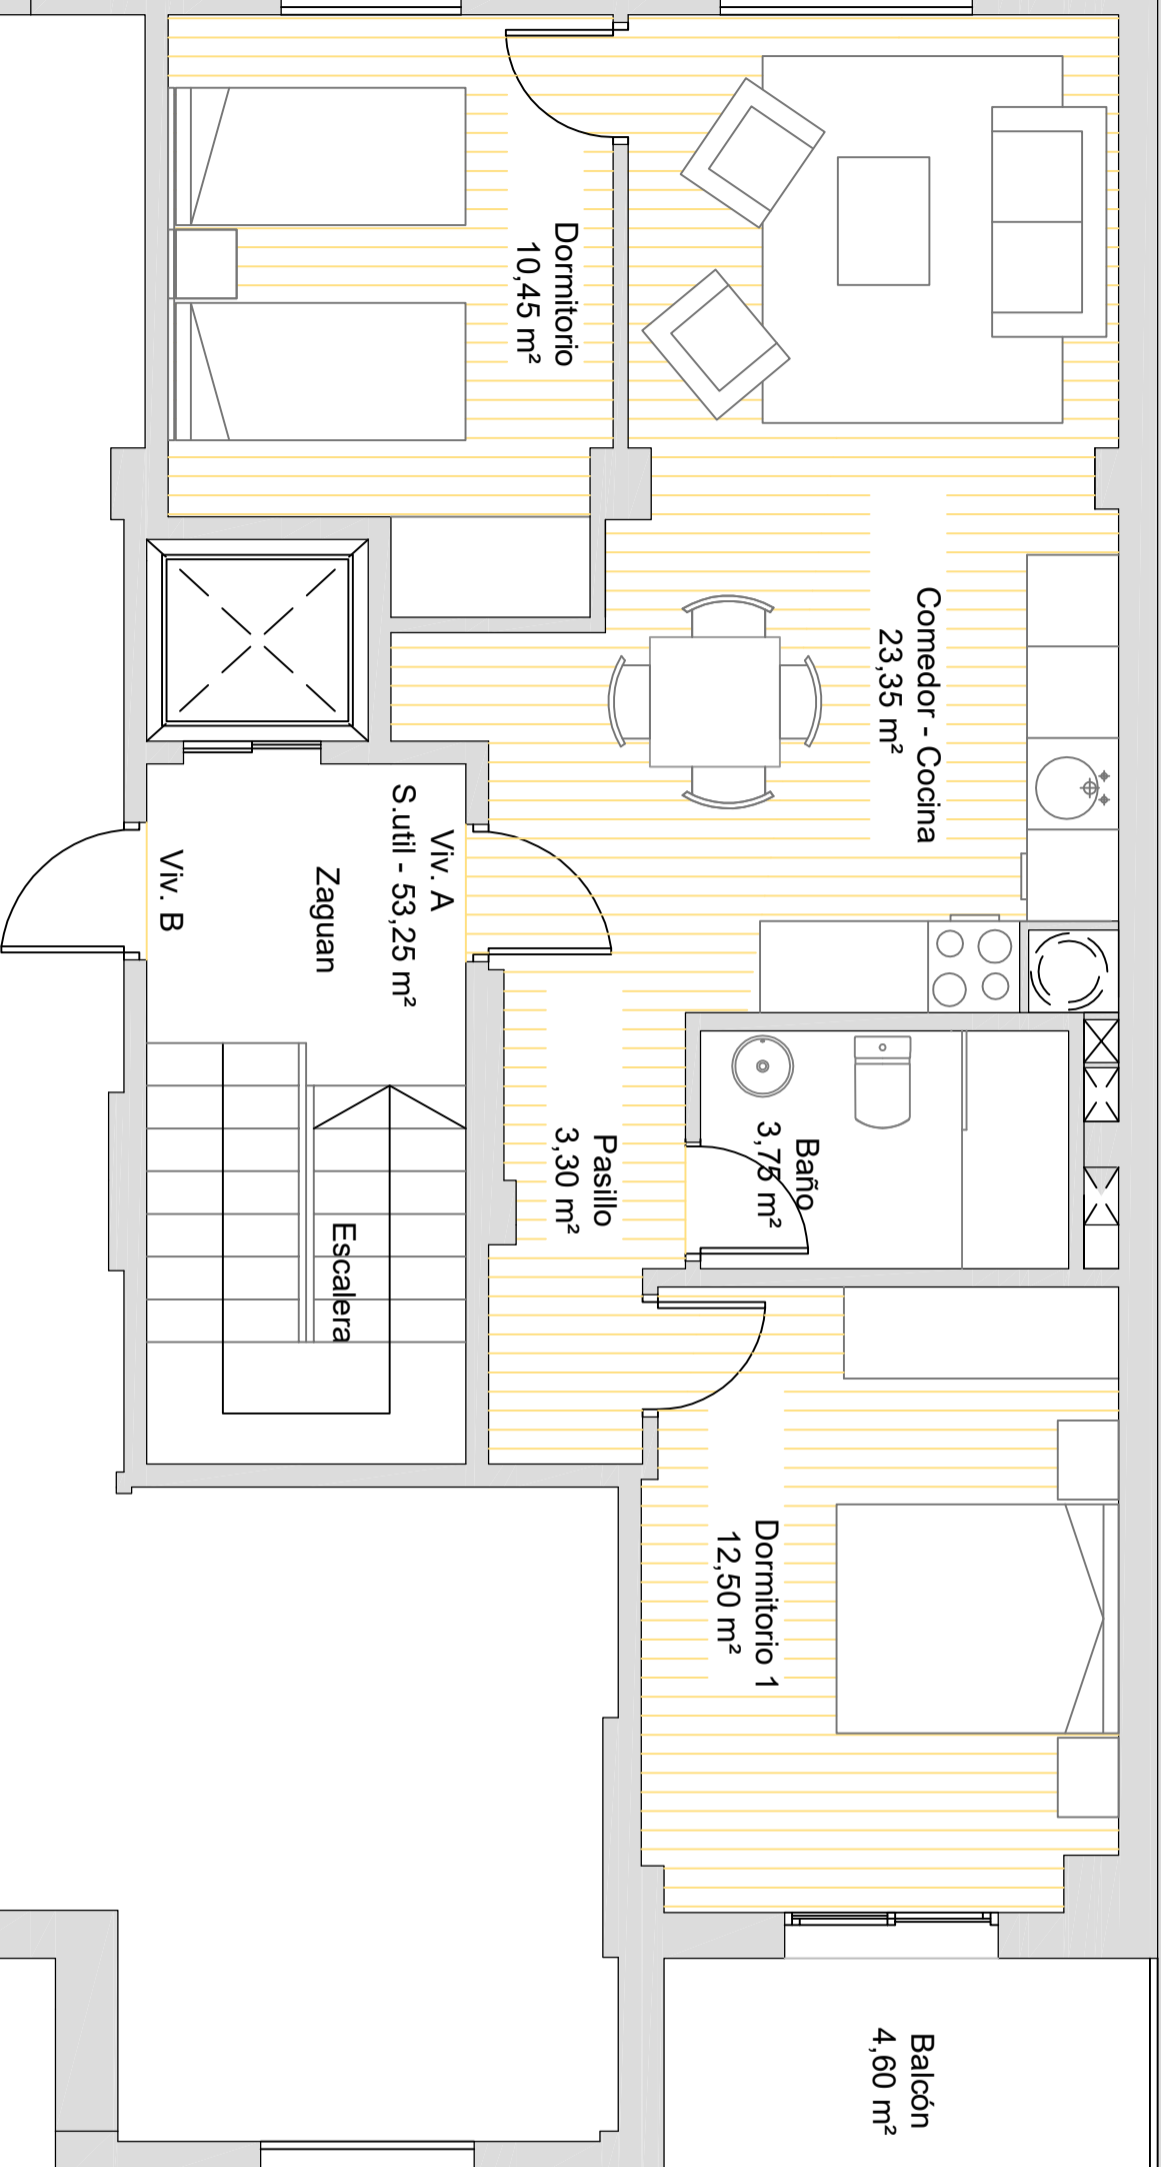 Dormitorio
10,45 m²
Comedor - Cocina
23,35 m²
Viv. A
S.util - 53,25 m²
Zaguan
Viv. B
Escalera
Pasillo
3,30 m²
Baño
3,75 m²
Dormitorio 1
12,50 m²
Balcón
4,60 m²